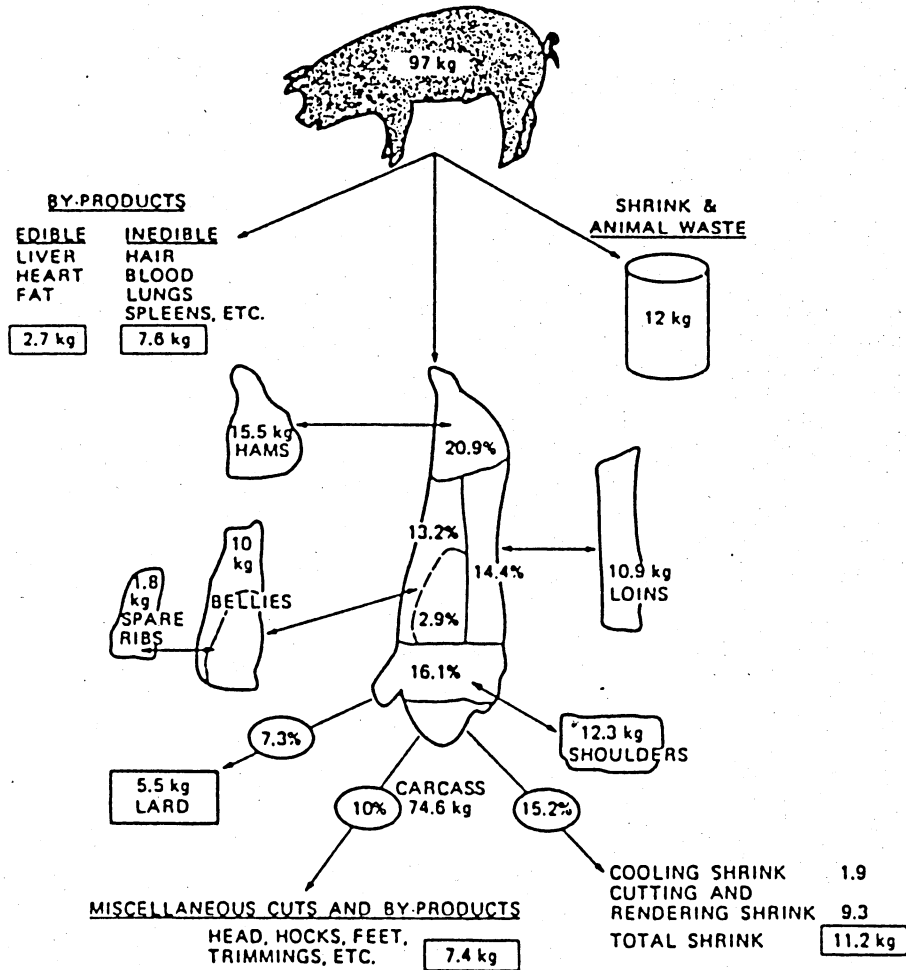 97 kg
BY-PRODUCTS
EDIBLE INEDIBLE
LIVER HAIR
HEART BLOOD
FAT LUNGS
SPLEENS, ETC.
2.7 kg 7.6 kg
SHRINK &
ANIMAL WASTE
12 kg
15.5 kg
HAMS
20.9%
13.2%
14.4%
2.9%
16.1%
10
kg
BELLIES
1.8
kg
SPARE
RIBS
10.9 kg
LOINS
12.3 kg
SHOULDERS
7.3%
5.5 kg
LARD
CARCASS
74.6 kg
10%
15.2%
MISCELLANEOUS CUTS AND BY-PRODUCTS
HEAD, HOCKS, FEET,
TRIMMINGS, ETC. 7.4 kg
COOLING SHRINK 1.9
CUTTING AND
RENDERING SHRINK 9.3
TOTAL SHRINK 11.2 kg